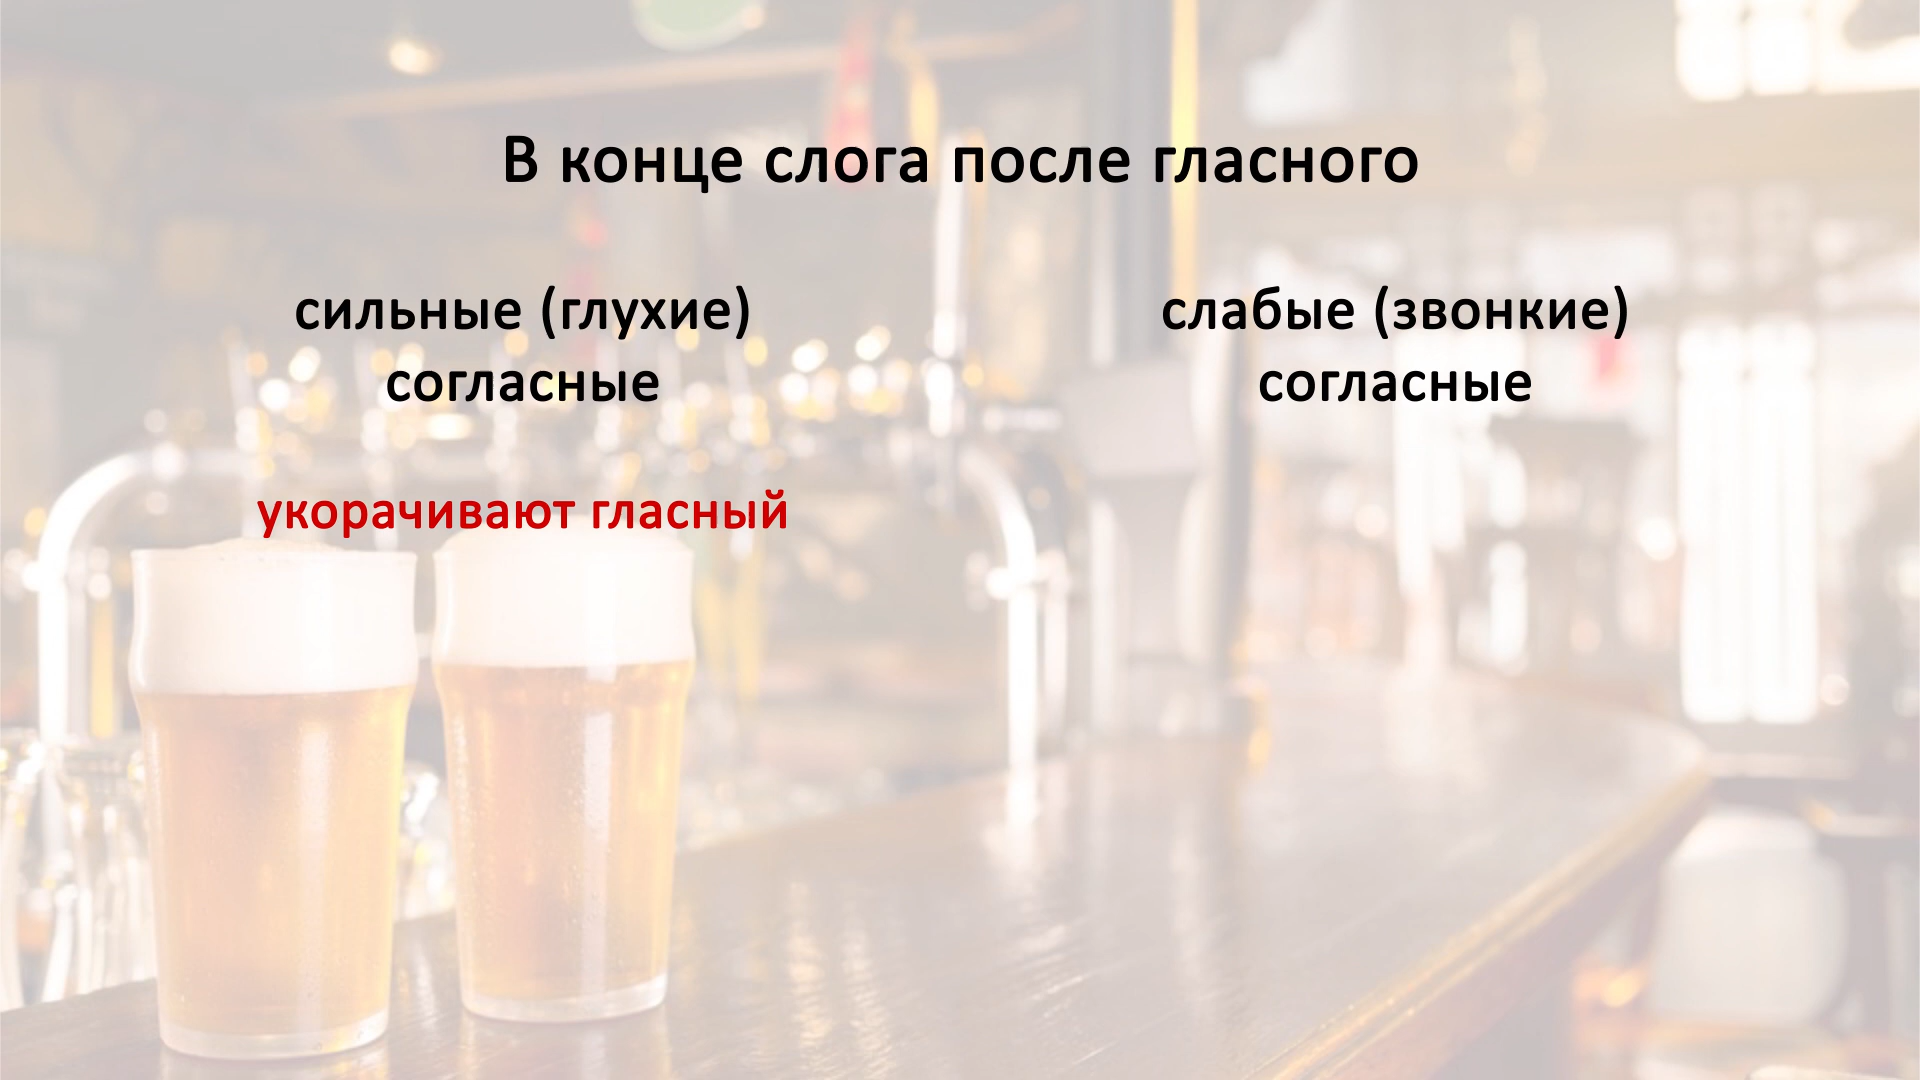 В конце слога после гласного
сильные (глухие)
согласные
укорачивают гласный
слабые (звонкие)
согласные